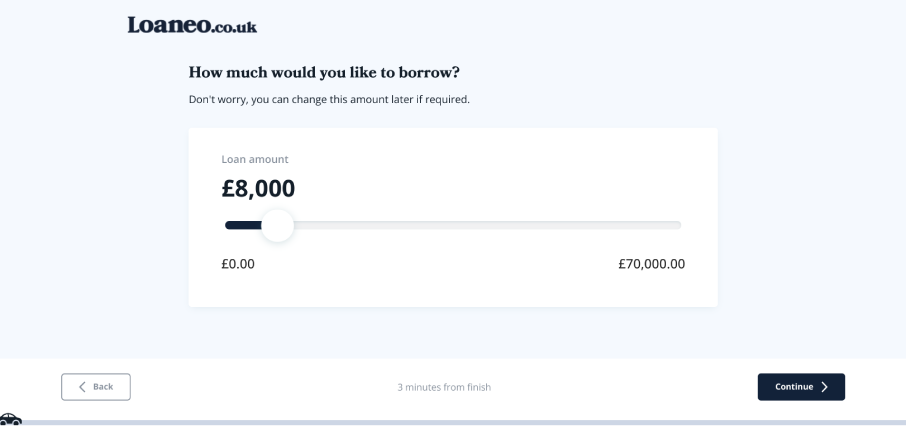 Loaneo.co.uk
How much would you like to borrow?
Don't worry, you can change this amount later if required.
Loan amount
£8,000
£0.00
£70,000.00
Back
3 minutes from finish
Continue